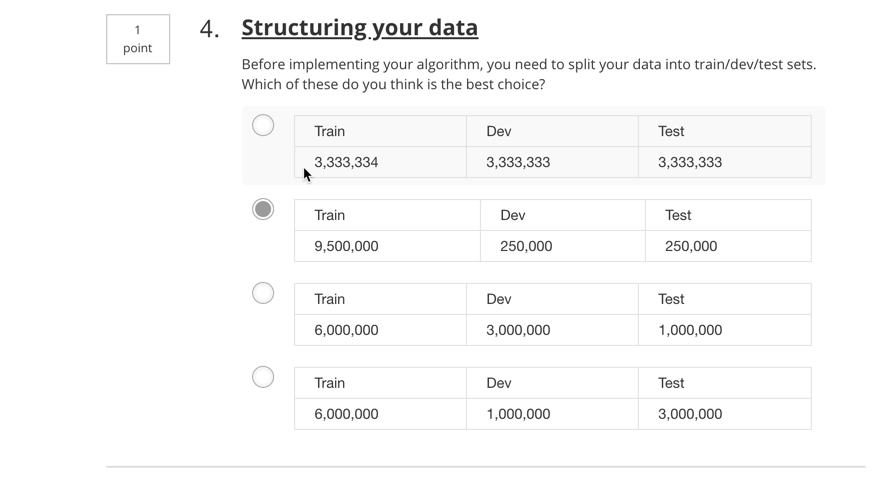 1
point
4. Structuring your data
Before implementing your algorithm, you need to split your data into train/dev/test sets.
Which of these do you think is the best choice?
Train Dev Test
3,333,334 3,333,333 3,333,333
Train Dev Test
9,500,000 250,000 250,000
Train Dev Test
6,000,000 3,000,000 1,000,000
Train Dev Test
6,000,000 1,000,000 3,000,000